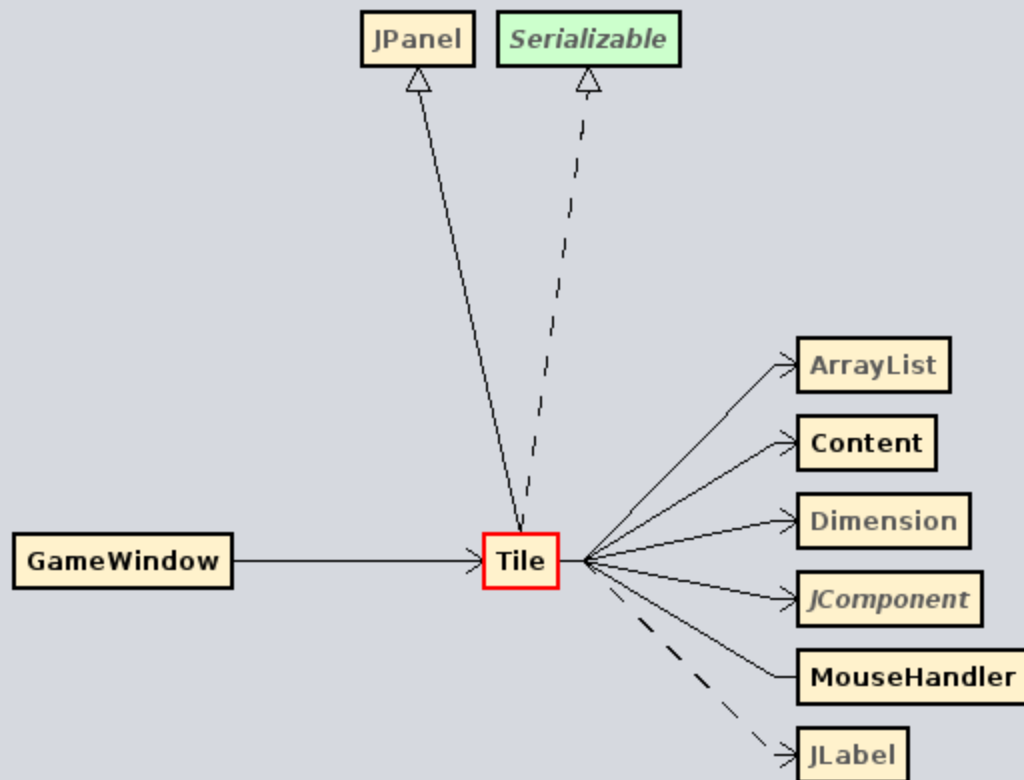 JPanel
Serializable
ArrayList
Content
Dimension
GameWindow
Tile
JComponent
MouseHandler
JLabel